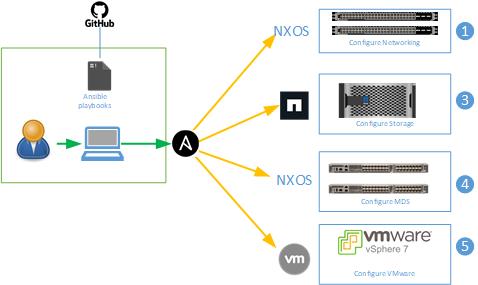 GitHub
Ansible
playbooks
NXOS
Configure Networking
1
Configure Storage
3
NXOS
Configure MDS
4
vm
vmware
vSphere 7
Configure VMware
5